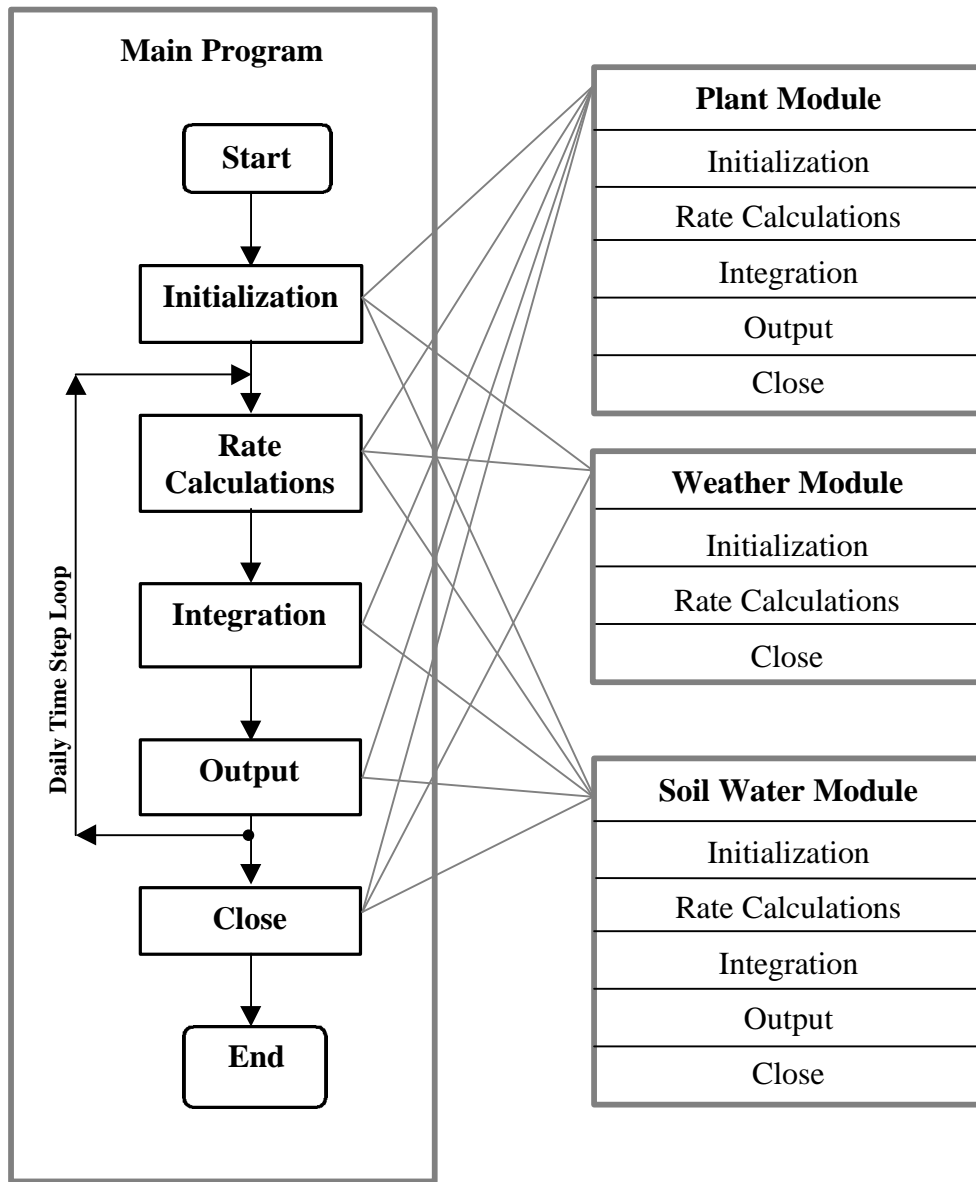 Main Program
Start
Initialization
Rate
Calculations
Integration
Output
Close
End
Daily Time Step Loop
Plant Module
Initialization
Rate Calculations
Integration
Output
Close
Weather Module
Initialization
Rate Calculations
Close
Soil Water Module
Initialization
Rate Calculations
Integration
Output
Close